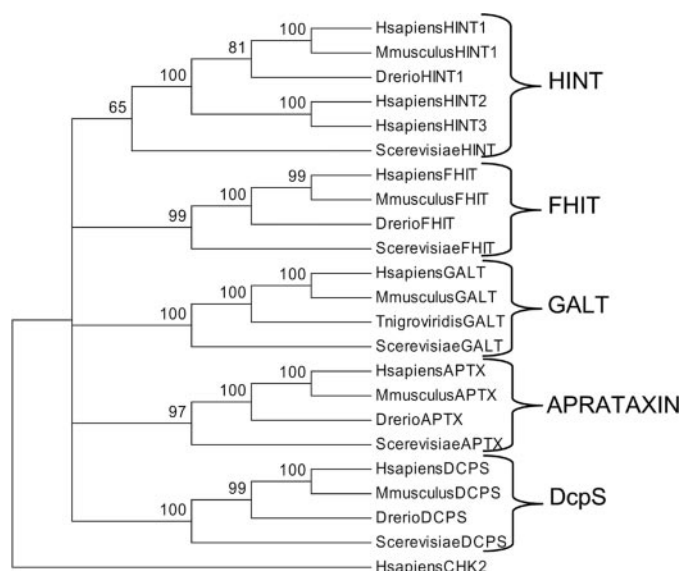 100
HsapiensHINT1
MmusculusHINT1
81
DrerioHINT1
100
HsapiensHINT2
100
HsapiensHINT3
65
ScerevisiaeHINT
HINT
99
HsapiensFHIT
MmusculusFHIT
100
DrerioFHIT
99
ScerevisiaeFHIT
FHIT
100
HsapiensGALT
MmusculusGALT
100
TnigroviridisGALT
100
ScerevisiaeGALT
GALT
100
HsapiensAPTX
MmusculusAPTX
100
DrerioAPTX
97
ScerevisiaeAPTX
APRATAXIN
100
HsapiensDCPS
MmusculusDCPS
99
DrerioDCPS
100
ScerevisiaeDCPS
DcpS
HsapiensCHK2